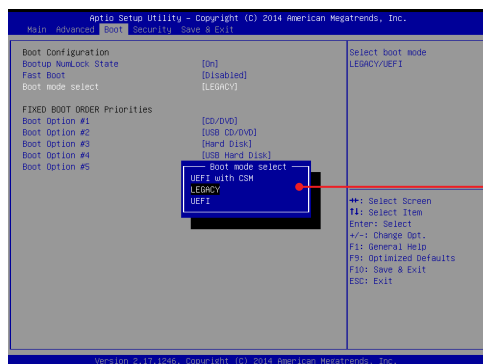 Aptio Setup Utility – Copyright (C) 2014 American Megatrends, Inc.
Main Advanced Boot Security Save & Exit
Boot Configuration
Bootup NumLock State [On]
Fast Boot [Disabled]
Boot mode select [LEGACY]
FIXED BOOT ORDER Priorities
Boot Option #1 [CD/DVD]
Boot Option #2 [USB CD/DVD]
Boot Option #3 [Hard Disk]
Boot Option #4 [USB Hard Disk]
Boot Option #5
Boot mode select
UEFI with CSM
LEGACY
UEFI
Select boot mode
LEGACY/UEFI
→←: Select Screen
↑↓: Select Item
Enter: Select
+/-: Change Opt.
F1: General Help
F9: Optimized Defaults
F10: Save & Exit
ESC: Exit
Version 2.17.1246. Copyright (C) 2014 American Megatrends, Inc.